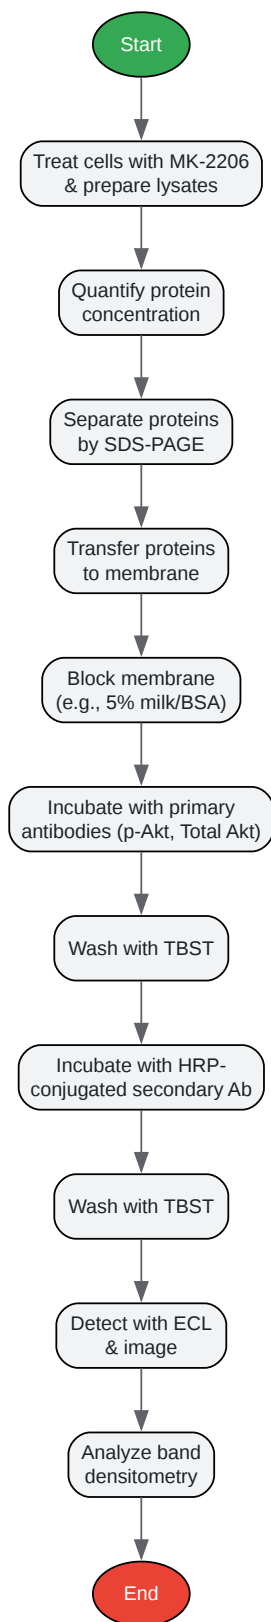 Start
Treat cells with MK-2206
& prepare lysates
Quantify protein
concentration
Separate proteins
by SDS-PAGE
Transfer proteins
to membrane
Block membrane
(e.g., 5% milk/BSA)
Incubate with primary
antibodies (p-Akt, Total Akt)
Wash with TBST
Incubate with HRP-
conjugated secondary Ab
Wash with TBST
Detect with ECL
& image
Analyze band
densitometry
End